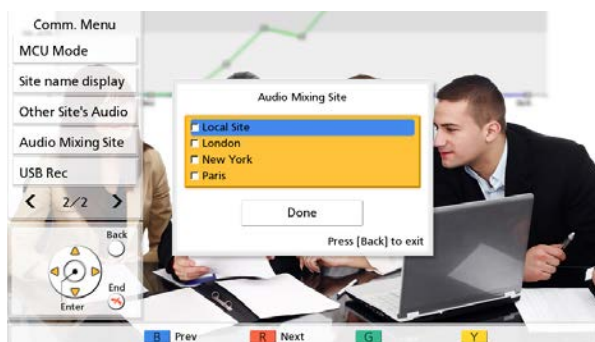 Comm. Menu
MCU Mode
Site name display
Other Site's Audio
Audio Mixing Site
USB Rec
2/2
Back
End
Enter
Audio Mixing Site
Local Site
London
New York
Paris
Done
Press [Back] to exit
B Prev R Next G Y